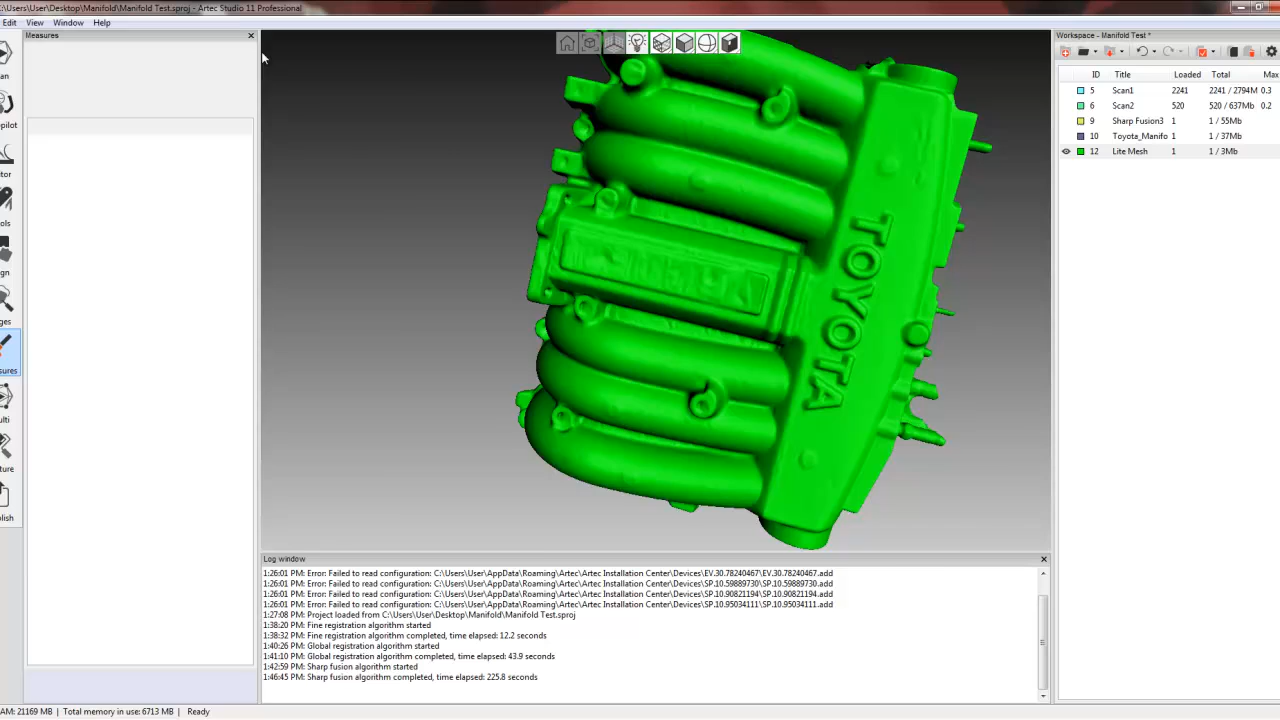 C:\Users\User\Desktop\Manifold\Manifold Test.sproj - Artec Studio 11 Professional
Edit View Window Help
Measures
Workspace - Manifold Test *
ID Title Loaded Total Max
5 Scan1 2241 2241 / 2794M 0.3
6 Scan2 520 520 / 637Mb 0.2
9 Sharp Fusion3 1 1 / 55Mb
10 Toyota_Manifo 1 1 / 37Mb
12 Lite Mesh 1 1 / 3Mb
an
opilot
tor
ols
gn
ges
sures
ulti
ture
lish
TOYOTA
Log window
1:26:01 PM: Error: Failed to read configuration: C:\Users\User\AppData\Roaming\Artec\Artec Installation Center\Devices\EV.30.78240467\EV.30.78240467.add
1:26:01 PM: Error: Failed to read configuration: C:\Users\User\AppData\Roaming\Artec\Artec Installation Center\Devices\SP.10.59889730\SP.10.59889730.add
1:26:01 PM: Error: Failed to read configuration: C:\Users\User\AppData\Roaming\Artec\Artec Installation Center\Devices\SP.10.90821194\SP.10.90821194.add
1:26:01 PM: Error: Failed to read configuration: C:\Users\User\AppData\Roaming\Artec\Artec Installation Center\Devices\SP.10.95034111\SP.10.95034111.add
1:27:08 PM: Project loaded from C:\Users\User\Desktop\Manifold\Manifold Test.sproj
1:38:20 PM: Fine registration algorithm started
1:38:32 PM: Fine registration algorithm completed, time elapsed: 12.2 seconds
1:40:26 PM: Global registration algorithm started
1:41:10 PM: Global registration algorithm completed, time elapsed: 43.9 seconds
1:42:59 PM: Sharp fusion algorithm started
1:46:45 PM: Sharp fusion algorithm completed, time elapsed: 225.8 seconds
AM: 21169 MB | Total memory in use: 6713 MB | Ready